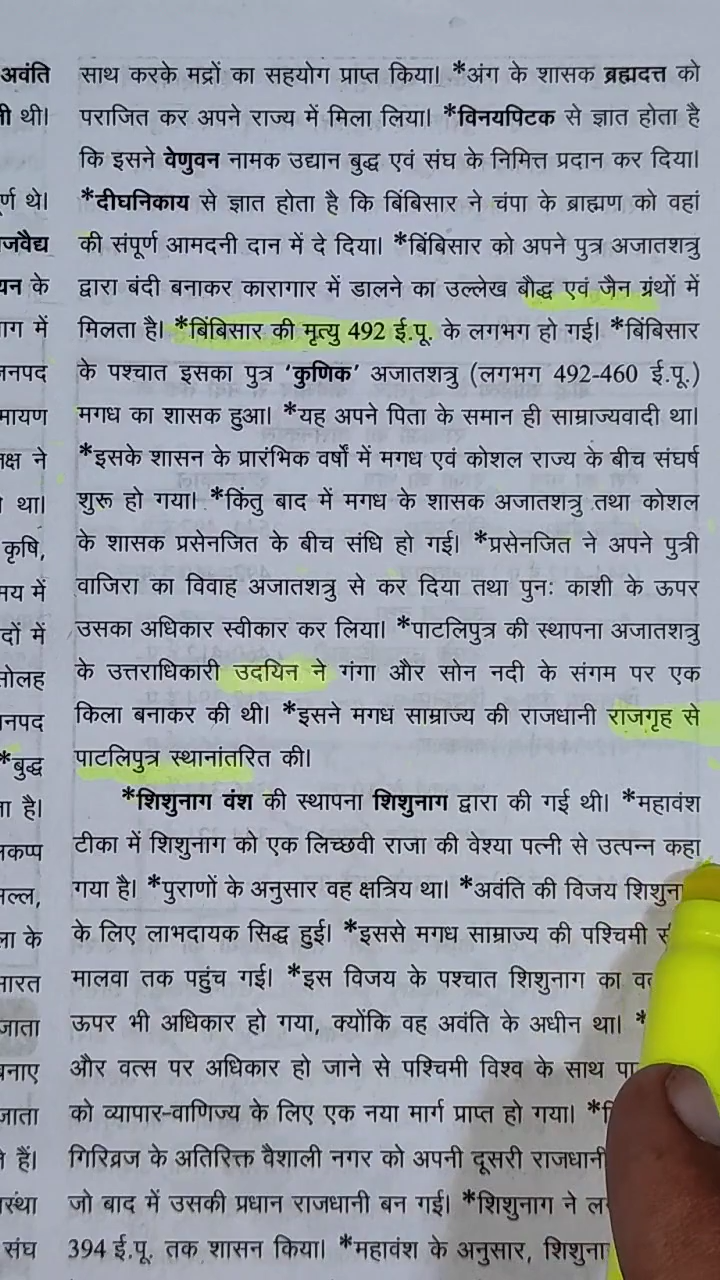 अवंति
थी।
थे।
के
में
ने
था।
कृषि,
में
में
सोलह
*बुद्ध
है।
के
जाता
जाता
हैं।
संघ
साथ करके मद्रों का सहयोग प्राप्त किया। *अंग के शासक ब्रह्मदत्त को
पराजित कर अपने राज्य में मिला लिया। *विनयपिटक से ज्ञात होता है
कि इसने वेणुवन नामक उद्यान बुद्ध एवं संघ के निमित्त प्रदान कर दिया।
*दीघनिकाय से ज्ञात होता है कि बिंबिसार ने चंपा के ब्राह्मण को वहां
की संपूर्ण आमदनी दान में दे दिया। *बिंबिसार को अपने पुत्र अजातशत्रु
द्वारा बंदी बनाकर कारागार में डालने का उल्लेख बौद्ध एवं जैन ग्रंथों में
मिलता है। *बिंबिसार की मृत्यु 492 ई.पू. के लगभग हो गई। *बिंबिसार
के पश्चात इसका पुत्र ‘कुणिक’ अजातशत्रु (लगभग 492-460 ई.पू.)
मगध का शासक हुआ। *यह अपने पिता के समान ही साम्राज्यवादी था।
*इसके शासन के प्रारंभिक वर्षों में मगध एवं कोशल राज्य के बीच संघर्ष
शुरू हो गया। *किंतु बाद में मगध के शासक अजातशत्रु तथा कोशल
के शासक प्रसेनजित के बीच संधि हो गई। *प्रसेनजित ने अपने पुत्री
वाजिरा का विवाह अजातशत्रु से कर दिया तथा पुनः काशी के ऊपर
उसका अधिकार स्वीकार कर लिया। *पाटलिपुत्र की स्थापना अजातशत्रु
के उत्तराधिकारी उदयिन ने गंगा और सोन नदी के संगम पर एक
किला बनाकर की थी। *इसने मगध साम्राज्य की राजधानी राजगृह से
पाटलिपुत्र स्थानांतरित की।
*शिशुनाग वंश की स्थापना शिशुनाग द्वारा की गई थी। *महावंश
टीका में शिशुनाग को एक लिच्छवी राजा की वेश्या पत्नी से उत्पन्न कहा
गया है। *पुराणों के अनुसार वह क्षत्रिय था। *अवंति की विजय
के लिए लाभदायक सिद्ध हुई। *इससे मगध साम्राज्य की पश्चिमी
मालवा तक पहुंच गई। *इस विजय के पश्चात शिशुनाग का
ऊपर भी अधिकार हो गया, क्योंकि वह अवंति के अधीन था। *
और वत्स पर अधिकार हो जाने से पश्चिमी विश्व के साथ
को व्यापार-वाणिज्य के लिए एक नया मार्ग प्राप्त हो गया।
गिरिव्रज के अतिरिक्त वैशाली नगर को अपनी दूसरी राजधानी
जो बाद में उसकी प्रधान राजधानी बन गई। *शिशुनाग ने
394 ई.पू. तक शासन किया। *महावंश के अनुसार,